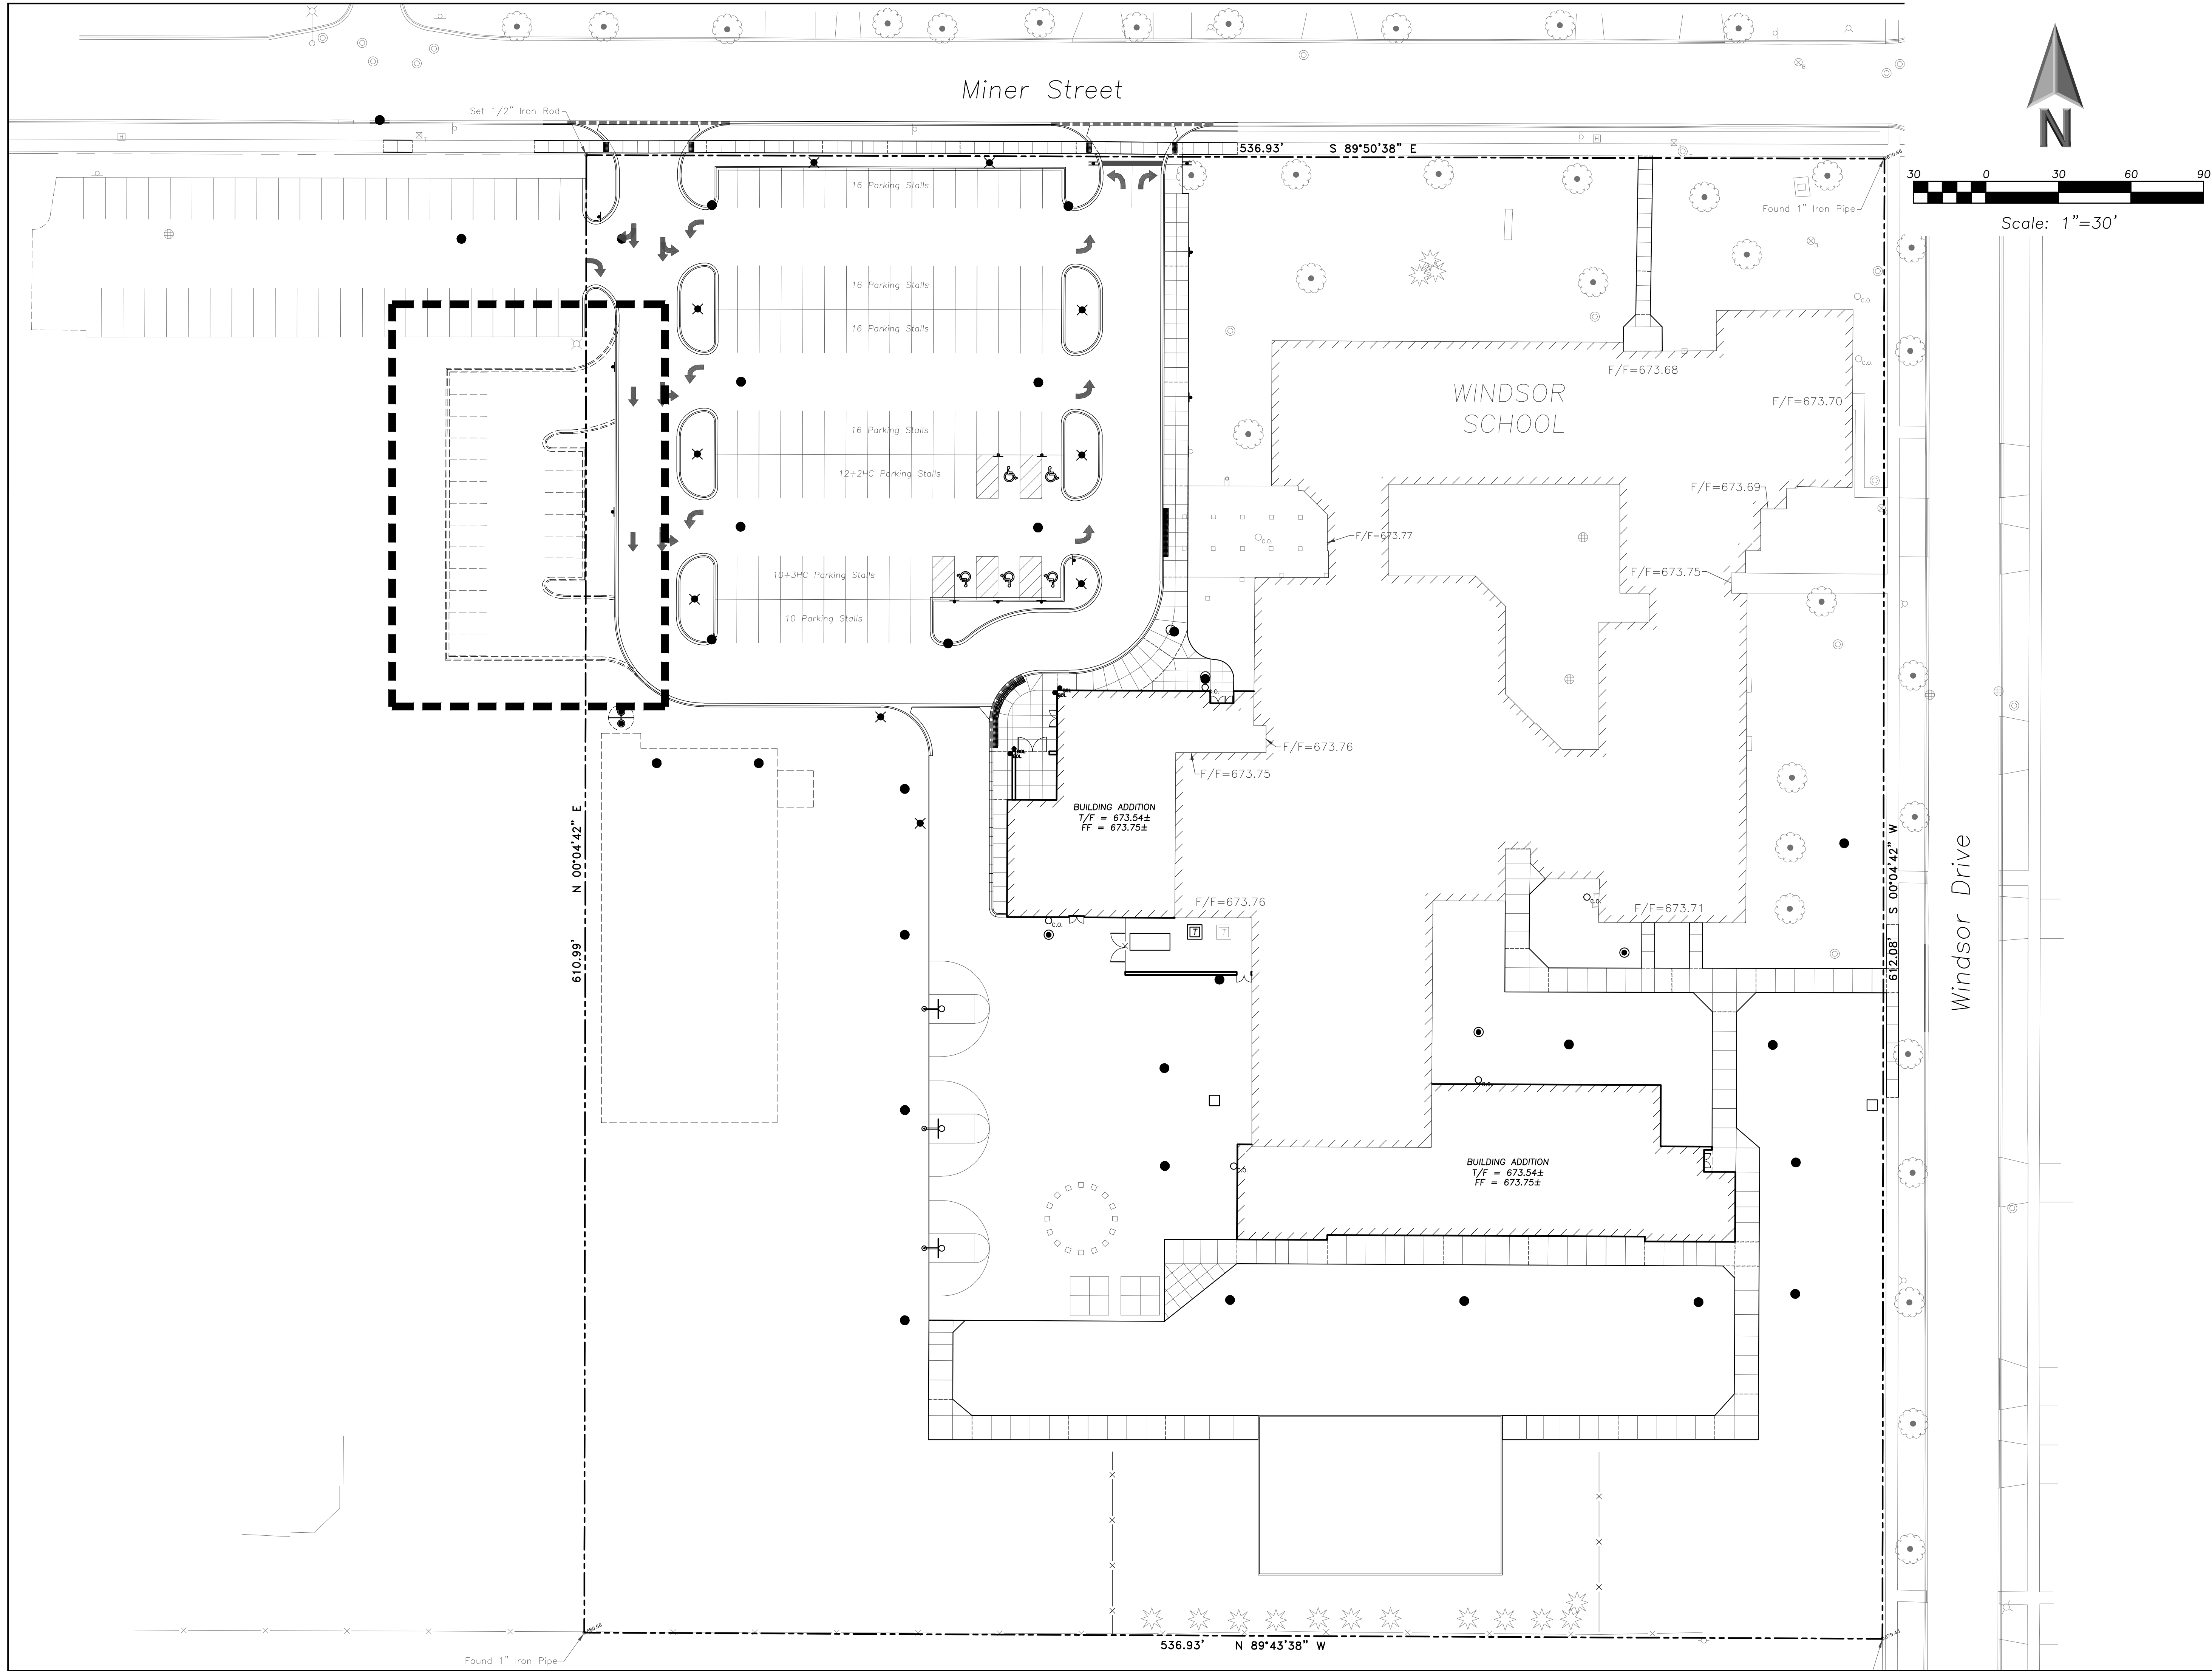 Miner Street
Set 1/2" Iron Rod
536.93' S 89°50'38" E
N
30 0 30 60 90
Scale: 1"=30'
Found 1" Iron Pipe
16 Parking Stalls
16 Parking Stalls
16 Parking Stalls
16 Parking Stalls
12+2HC Parking Stalls
10+3HC Parking Stalls
10 Parking Stalls
WINDSOR
SCHOOL
F/F=673.68
F/F=673.70
F/F=673.69
F/F=673.77
F/F=673.75
F/F=673.76
F/F=673.75
BUILDING ADDITION
T/F = 673.54±
FF = 673.75±
F/F=673.76
F/F=673.71
C.O.
C.O.
C.O.
C.O.
C.O.
C.O.
C.O.
C.O.
T
T
N 00°04'42" E
610.99'
S 00°04'42" W
612.08'
Windsor Drive
BUILDING ADDITION
T/F = 673.54±
FF = 673.75±
536.93' N 89°43'38" W
Found 1" Iron Pipe